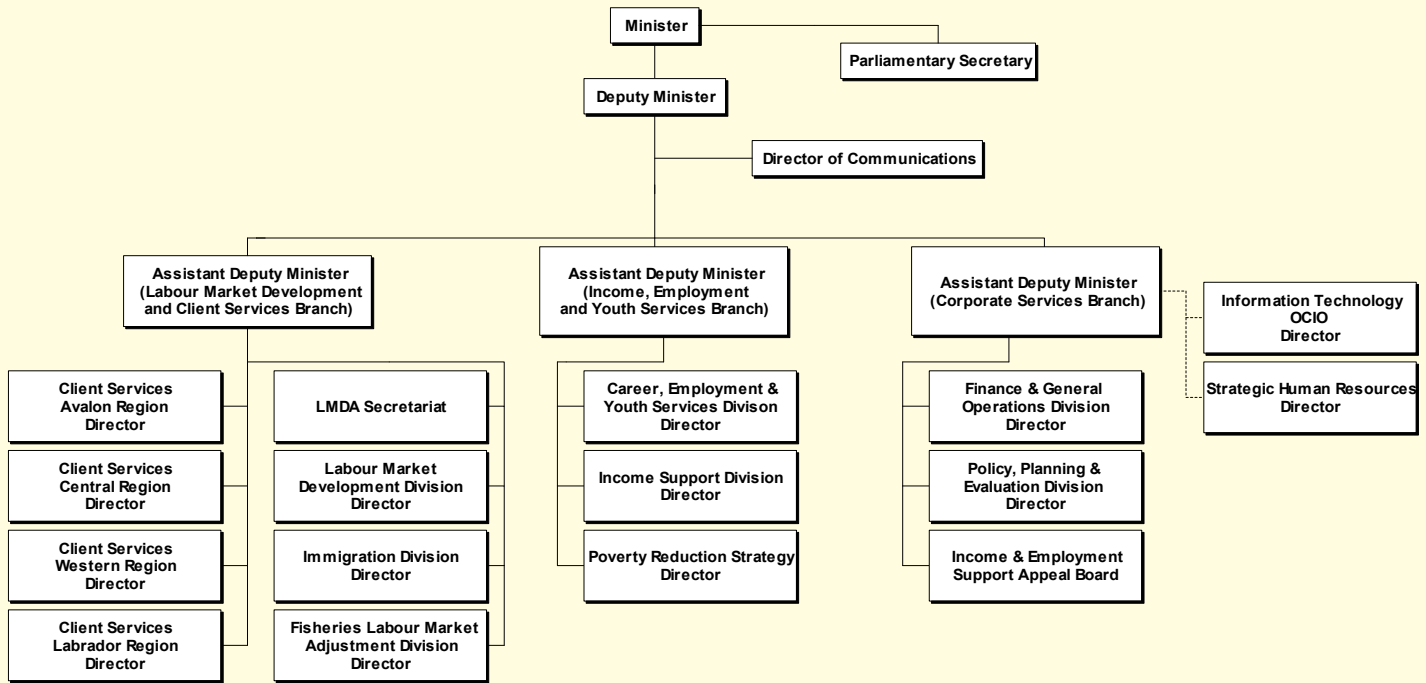 Minister
Parliamentary Secretary
Deputy Minister
Director of Communications
Assistant Deputy Minister
(Labour Market Development
and Client Services Branch)
Assistant Deputy Minister
(Income, Employment
and Youth Services Branch)
Assistant Deputy Minister
(Corporate Services Branch)
Information Technology
OCIO
Director
Strategic Human Resources
Director
Client Services
Avalon Region
Director
Client Services
Central Region
Director
Client Services
Western Region
Director
Client Services
Labrador Region
Director
LMDA Secretariat
Labour Market
Development Division
Director
Immigration Division
Director
Fisheries Labour Market
Adjustment Division
Director
Career, Employment &
Youth Services Divison
Director
Income Support Division
Director
Poverty Reduction Strategy
Director
Finance & General
Operations Division
Director
Policy, Planning &
Evaluation Division
Director
Income & Employment
Support Appeal Board